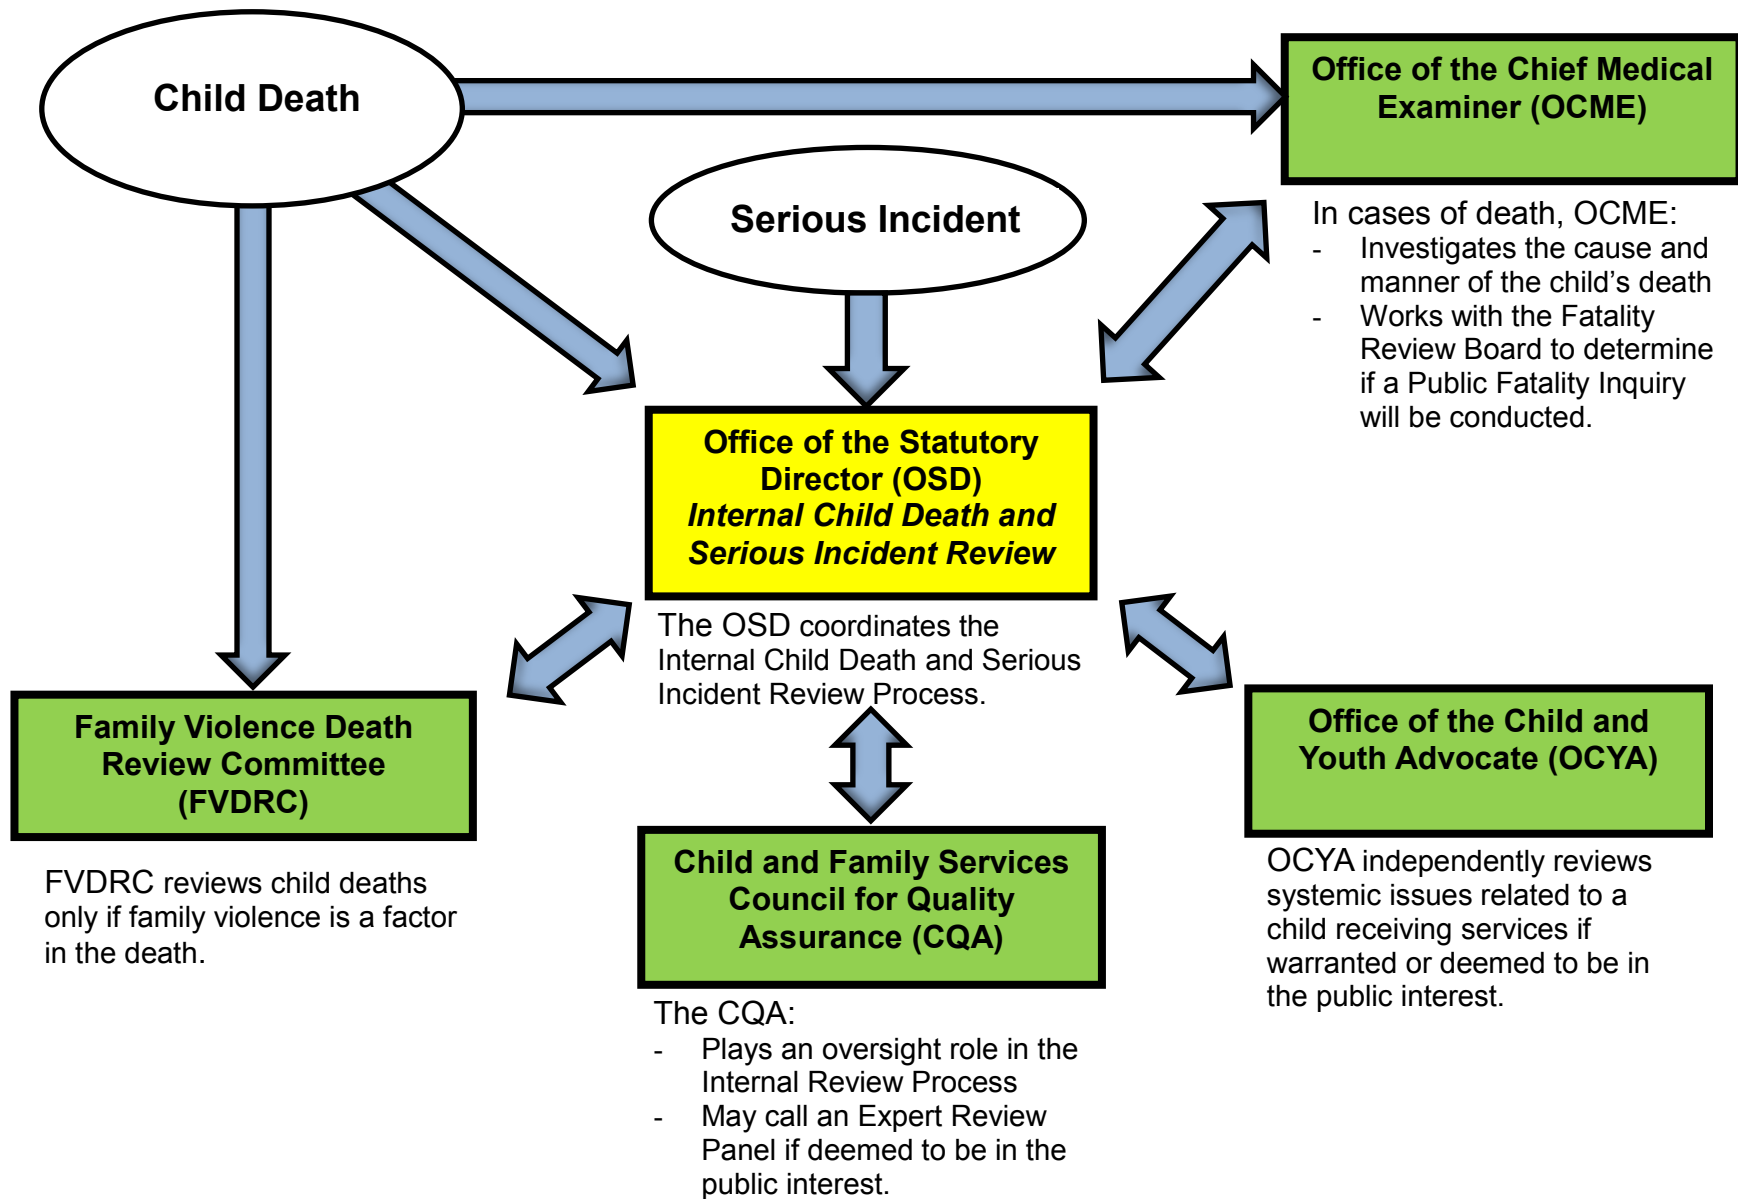 Child Death
Office of the Chief Medical
Examiner (OCME)
Serious Incident
In cases of death, OCME:
- Investigates the cause and
manner of the child’s death
- Works with the Fatality
Review Board to determine
if a Public Fatality Inquiry
will be conducted.
Office of the Statutory
Director (OSD)
Internal Child Death and
Serious Incident Review
The OSD coordinates the
Internal Child Death and Serious
Incident Review Process.
Family Violence Death
Review Committee
(FVDRC)
FVDRC reviews child deaths
only if family violence is a factor
in the death.
Child and Family Services
Council for Quality
Assurance (CQA)
The CQA:
- Plays an oversight role in the
Internal Review Process
- May call an Expert Review
Panel if deemed to be in the
public interest.
Office of the Child and
Youth Advocate (OCYA)
OCYA independently reviews
systemic issues related to a
child receiving services if
warranted or deemed to be in
the public interest.